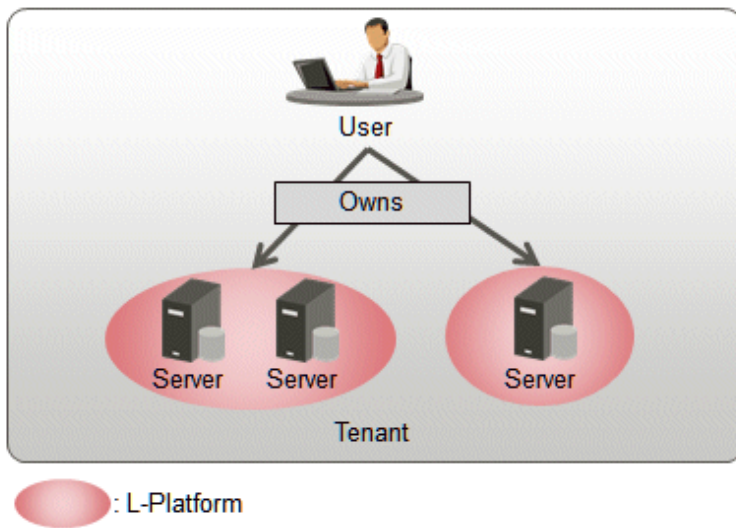 User
Owns
Server
Server
Server
Tenant
: L-Platform